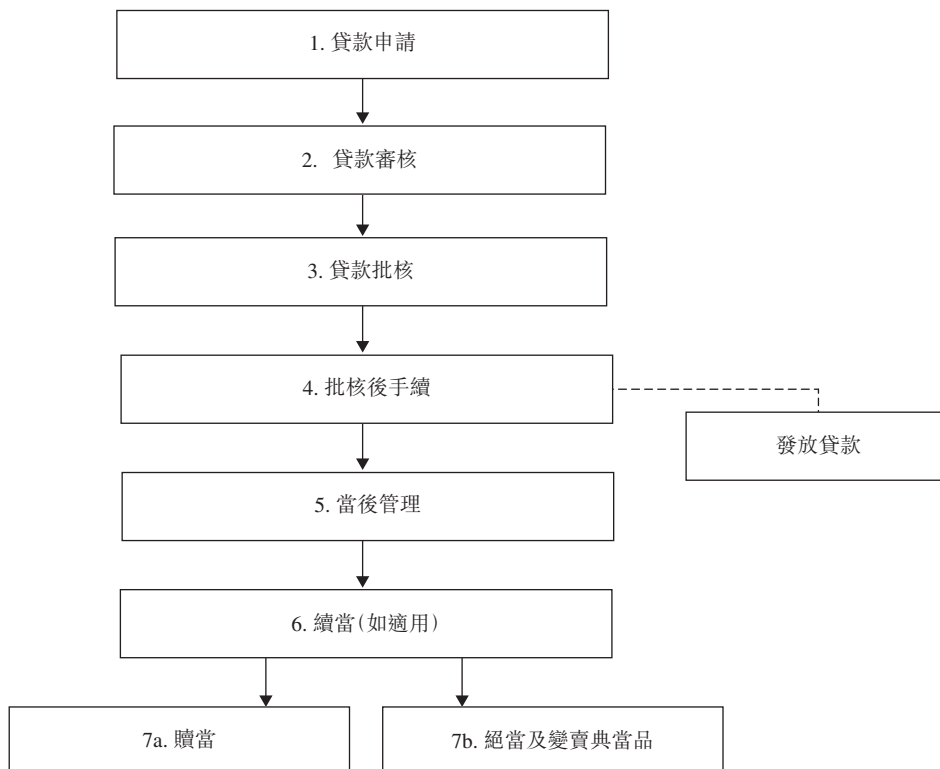 1. 貸款申請
2. 貸款審核
3. 貸款批核
4. 批核後手續
發放貸款
5. 當後管理
6. 續當(如適用)
7a. 贖當
7b. 絕當及變賣典當品